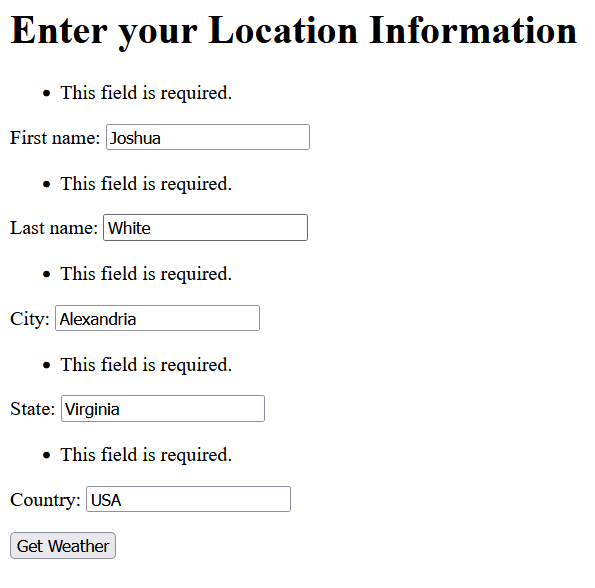 Enter your Location Information
• This field is required.
First name: Joshua
• This field is required.
Last name: White
• This field is required.
City: Alexandria
• This field is required.
State: Virginia
• This field is required.
Country: USA
Get Weather